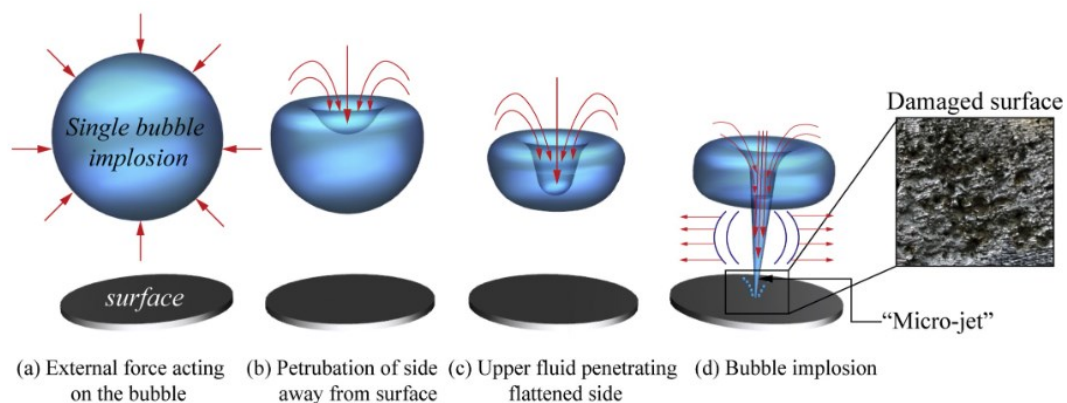 Single bubble
implosion
surface
Damaged surface
“Micro-jet”
(a) External force acting
on the bubble
(b) Petrubation of side
away from surface
(c) Upper fluid penetrating
flattened side
(d) Bubble implosion